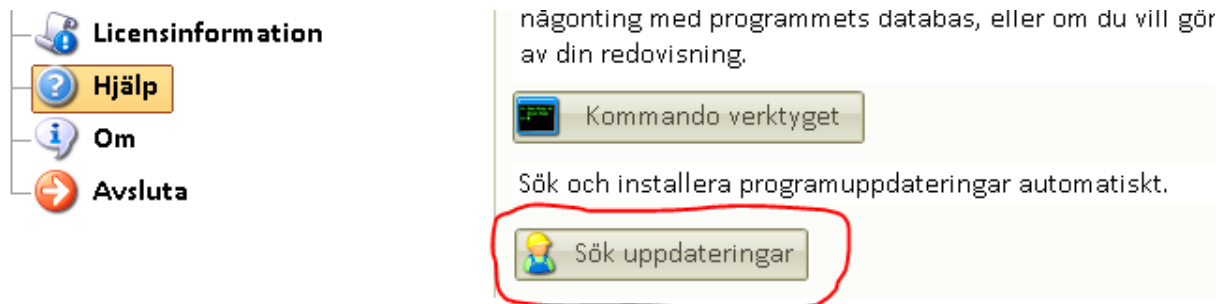 Licensinformation
Hjälp
Om
Avsluta
någonting med programmets databas, eller om du vill gör
av din redovisning.
Kommando verktyget
Sök och installera programuppdateringar automatiskt.
Sök uppdateringar